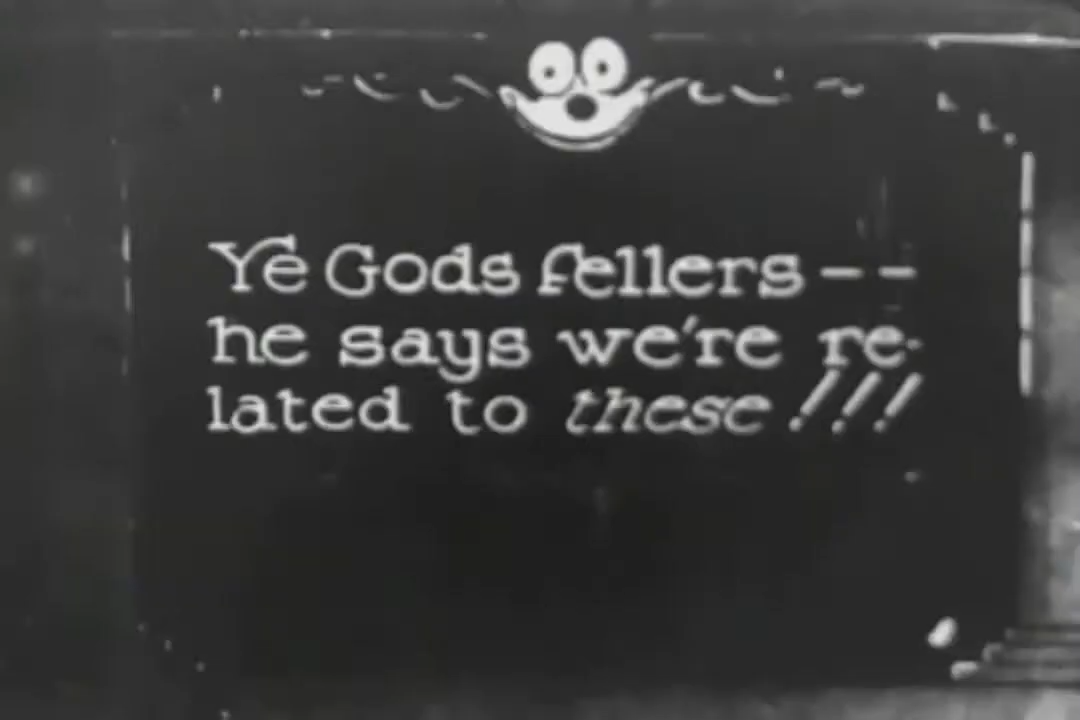 Ye Gods fellers — —
he says we're re-
lated to these!!!